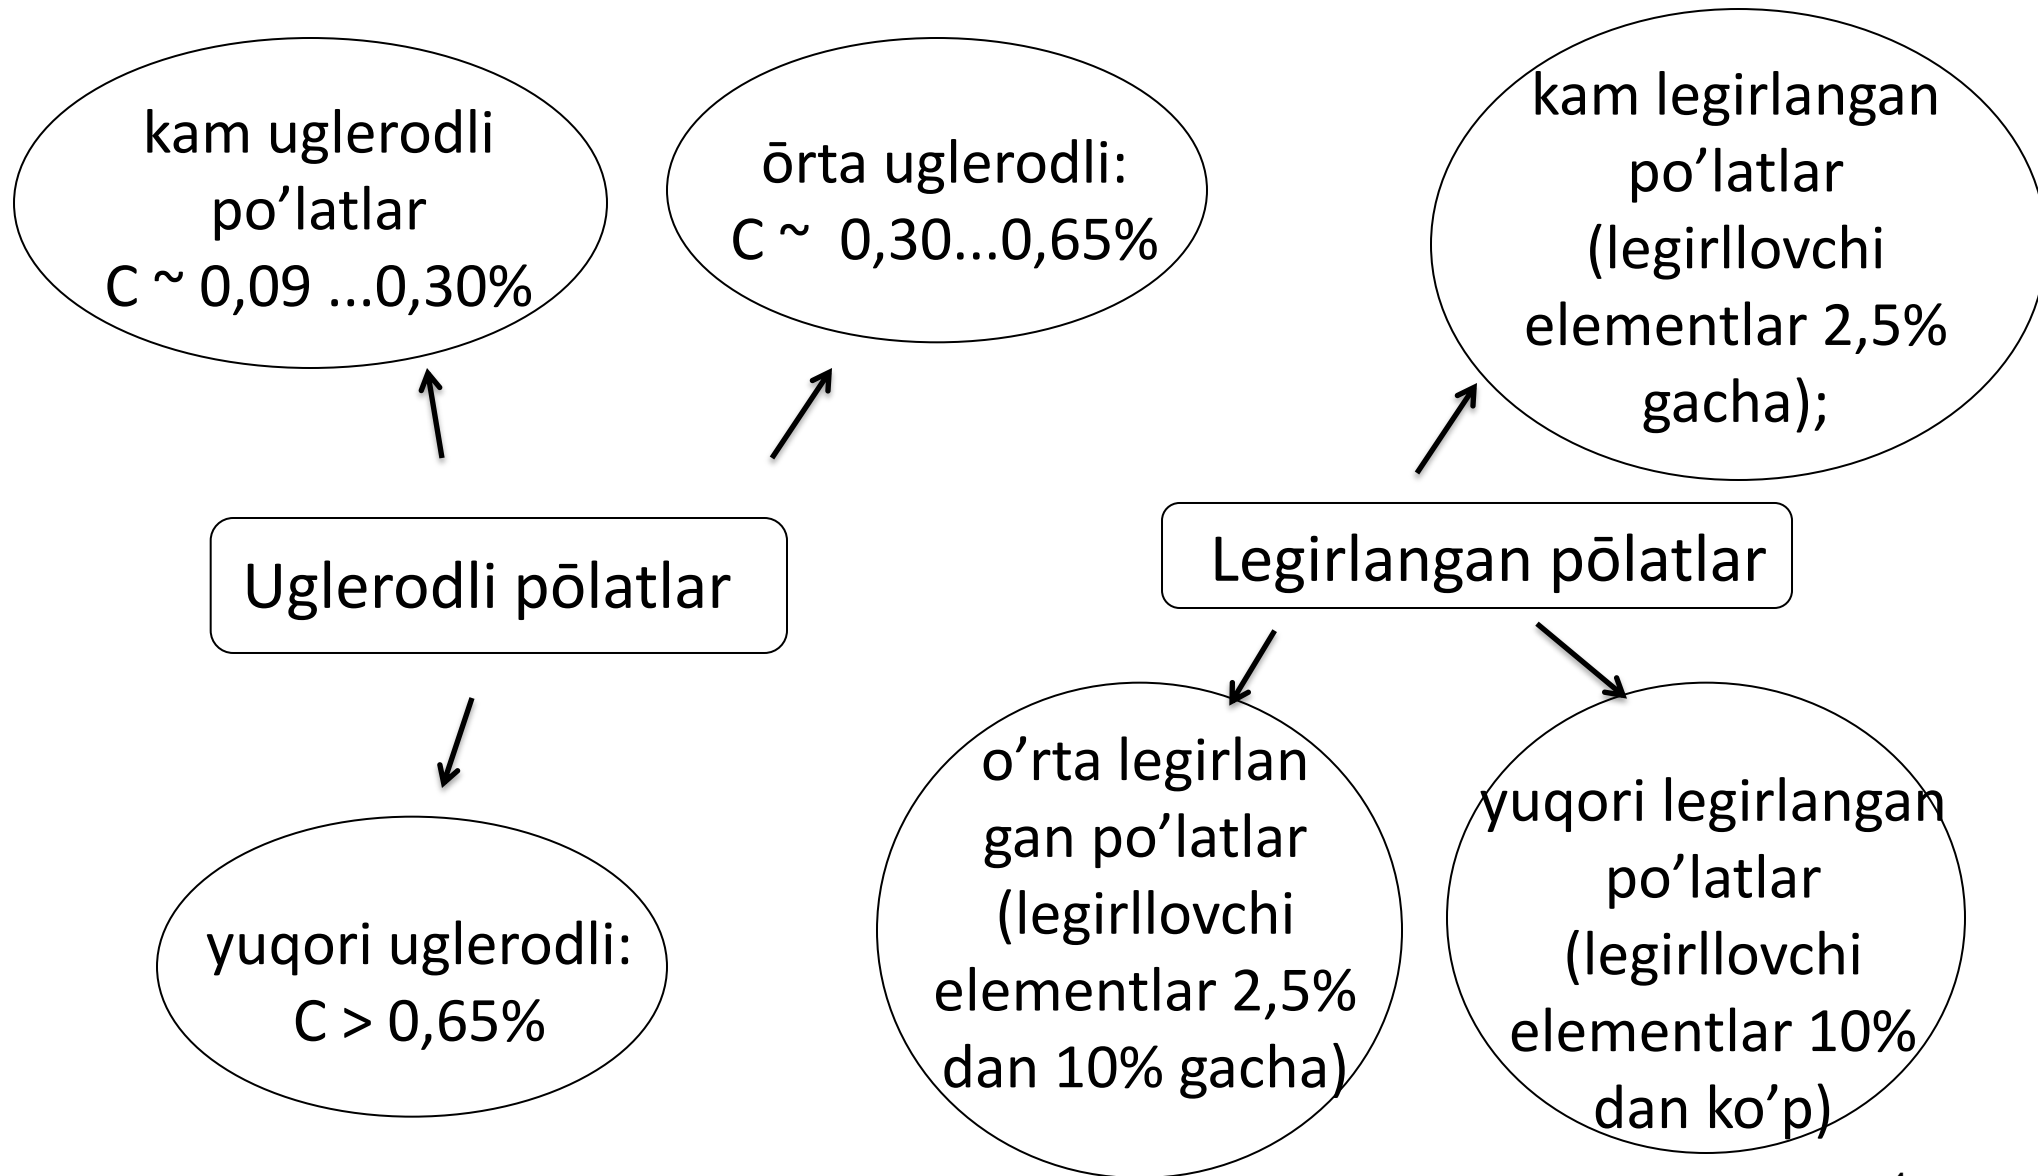 kam uglerodli
po’latlar
C ~ 0,09 ...0,30%
ōrta uglerodli:
C ~  0,30...0,65%
kam legirlangan
po’latlar
(legirllovchi
elementlar 2,5%
gacha);
Uglerodli pōlatlar
Legirlangan pōlatlar
yuqori uglerodli:
C > 0,65%
o’rta legirlan
gan po’latlar
(legirllovchi
elementlar 2,5%
dan 10% gacha)
yuqori legirlangan
po’latlar
(legirllovchi
elementlar 10%
dan ko’p)